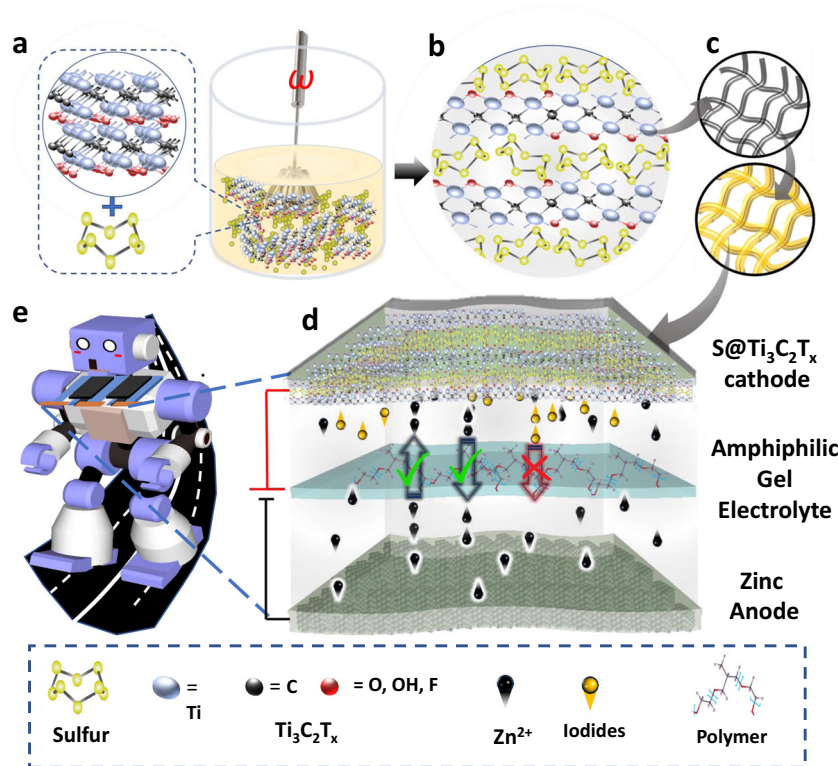 a
b
c
ω
+
e
d
S@Ti₃C₂Tₓ
cathode
Amphiphilic
Gel
Electrolyte
Zinc
Anode
Sulfur
=
Ti
= C
= O, OH, F
Ti₃C₂Tₓ
Zn²⁺
Iodides
Polymer